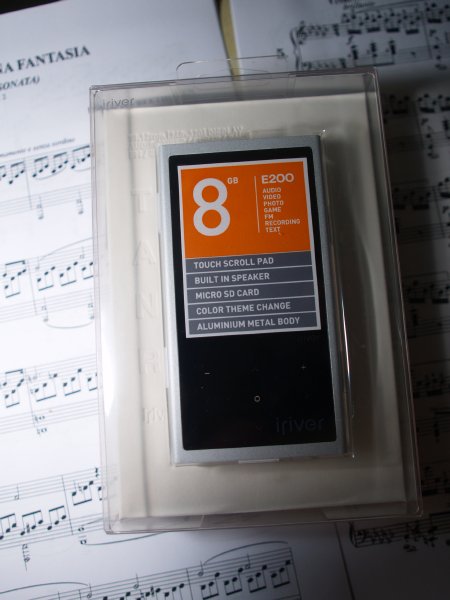 NA FANTASIA
SONATA)
iriver
8 GB
E200
AUDIO
VIDEO
PHOTO
GAME
FM
RECORDING
TEXT
TOUCH SCROLL PAD
BUILT IN SPEAKER
MICRO SD CARD
COLOR THEME CHANGE
ALUMINIUM METAL BODY
iriver